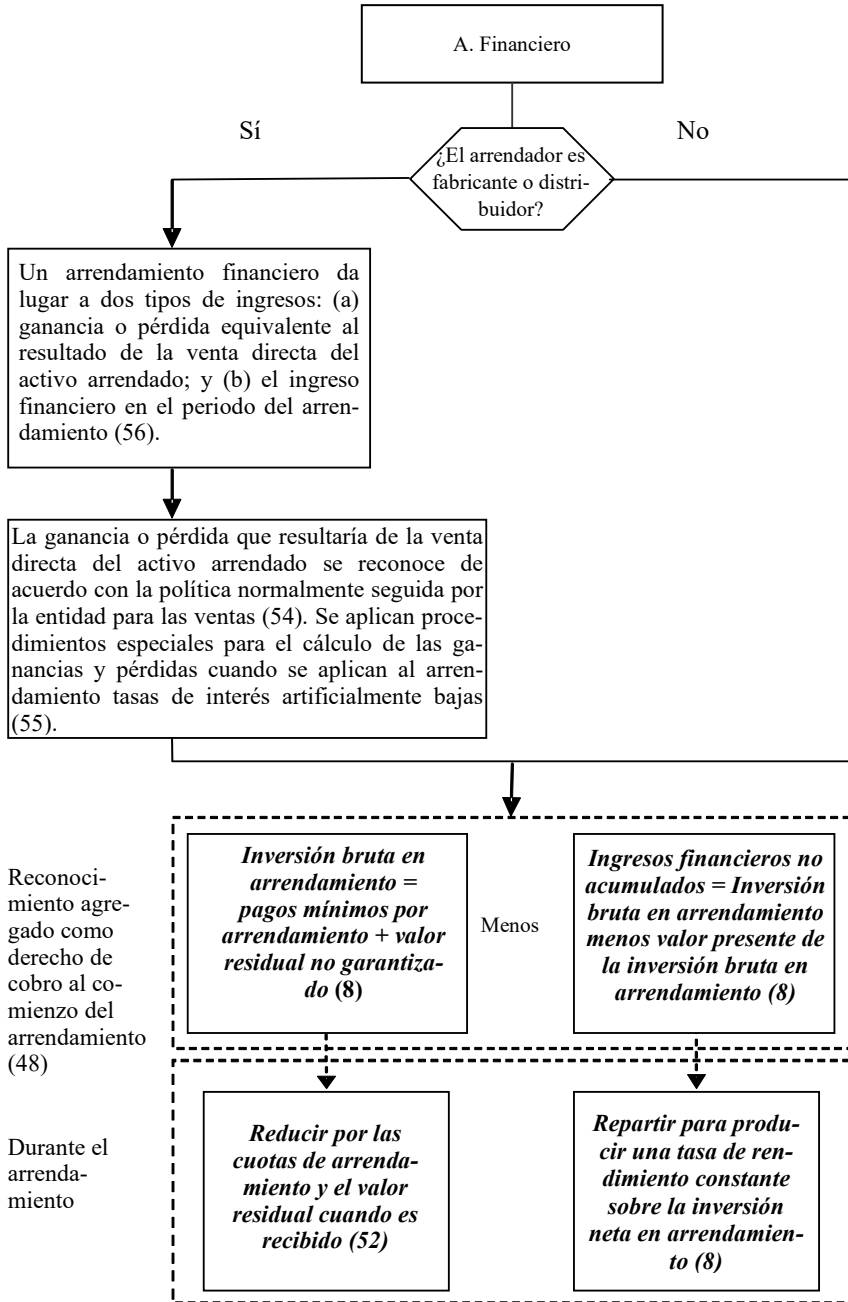 A. Financiero
Sí
No
¿El arrendador es
fabricante o distri-
buidor?
Un arrendamiento financiero da
lugar a dos tipos de ingresos: (a)
ganancia o pérdida equivalente al
resultado de la venta directa del
activo arrendado; y (b) el ingreso
financiero en el periodo del arren-
damiento (56).
La ganancia o pérdida que resultaría de la venta
directa del activo arrendado se reconoce de
acuerdo con la política normalmente seguida por
la entidad para las ventas (54). Se aplican proce-
dimientos especiales para el cálculo de las ga-
nancias y pérdidas cuando se aplican al arren-
damiento tasas de interés artificialmente bajas
(55).
Reconoci-
miento agre-
gado como
derecho de
cobro al co-
mienzo del
arrendamiento
(48)
Inversión bruta en
arrendamiento =
pagos mínimos por
arrendamiento + valor
residual no garantiza-
do (8)
Menos
Ingresos financieros no
acumulados = Inversión
bruta en arrendamiento
menos valor presente de
la inversión bruta en
arrendamiento (8)
Durante el
arrenda-
miento
Reducir por las
cuotas de arrenda-
miento y el valor
residual cuando es
recibido (52)
Repartir para produ-
cir una tasa de ren-
dimiento constante
sobre la inversión
neta en arrendamien-
to (8)